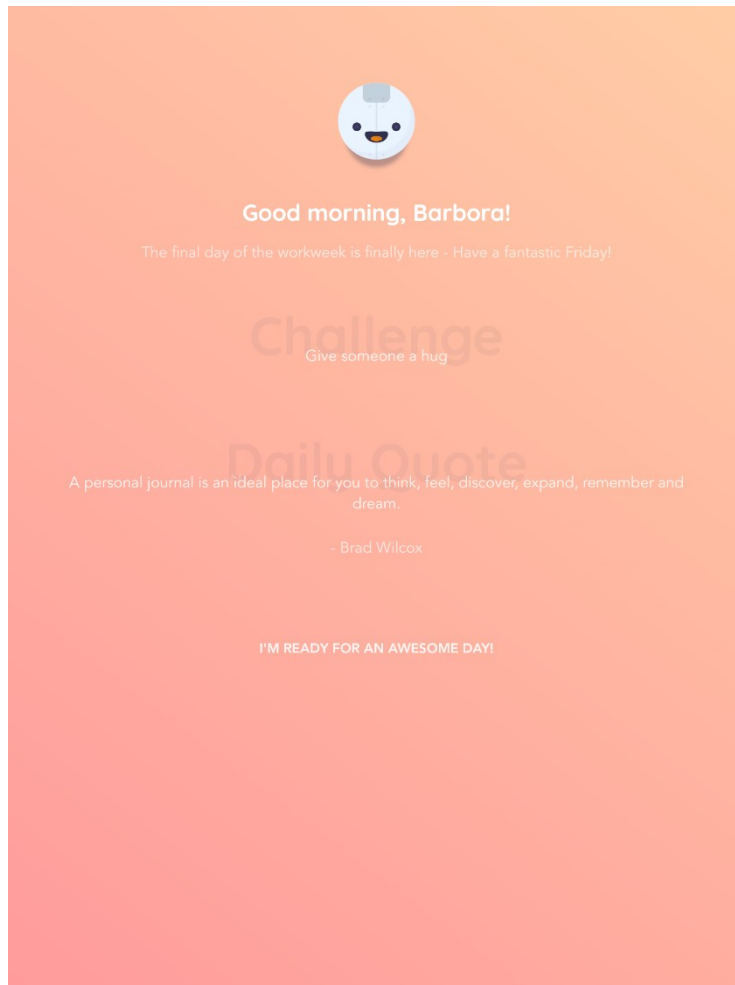 Good morning, Barbora!
The final day of the workweek is finally here - Have a fantastic Friday!
Challenge
Give someone a hug
Daily Quote
A personal journal is an ideal place for you to think, feel, discover, expand, remember and
dream.
- Brad Wilcox
I'M READY FOR AN AWESOME DAY!